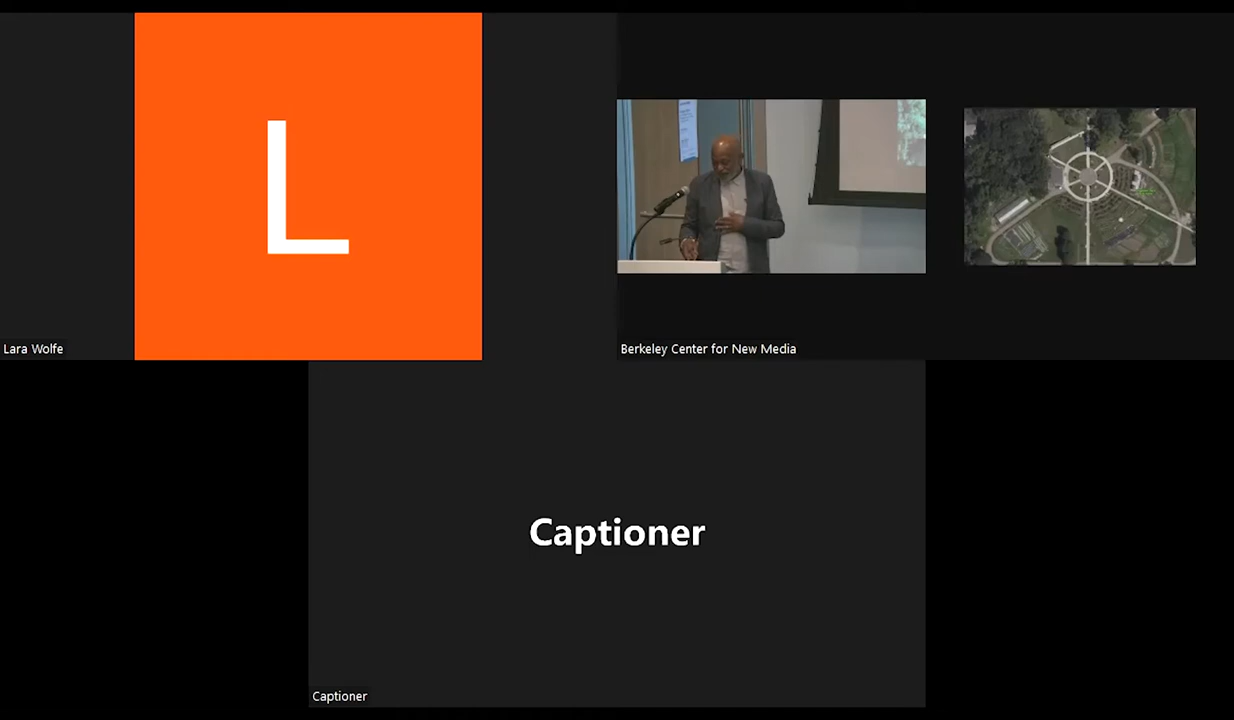 L
Lara Wolfe
Berkeley Center for New Media
Captioner
Captioner